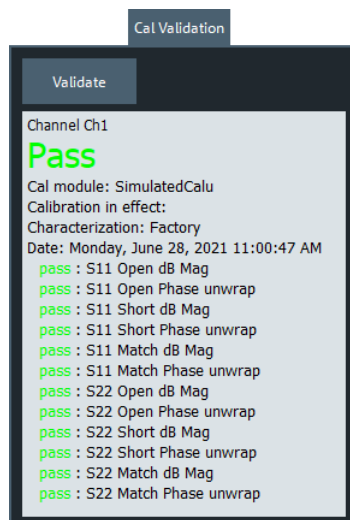 Cal Validation
Validate
Channel Ch1
Pass
Cal module: SimulatedCalu
Calibration in effect:
Characterization: Factory
Date: Monday, June 28, 2021 11:00:47 AM
pass : S11 Open dB Mag
pass : S11 Open Phase unwrap
pass : S11 Short dB Mag
pass : S11 Short Phase unwrap
pass : S11 Match dB Mag
pass : S11 Match Phase unwrap
pass : S22 Open dB Mag
pass : S22 Open Phase unwrap
pass : S22 Short dB Mag
pass : S22 Short Phase unwrap
pass : S22 Match dB Mag
pass : S22 Match Phase unwrap